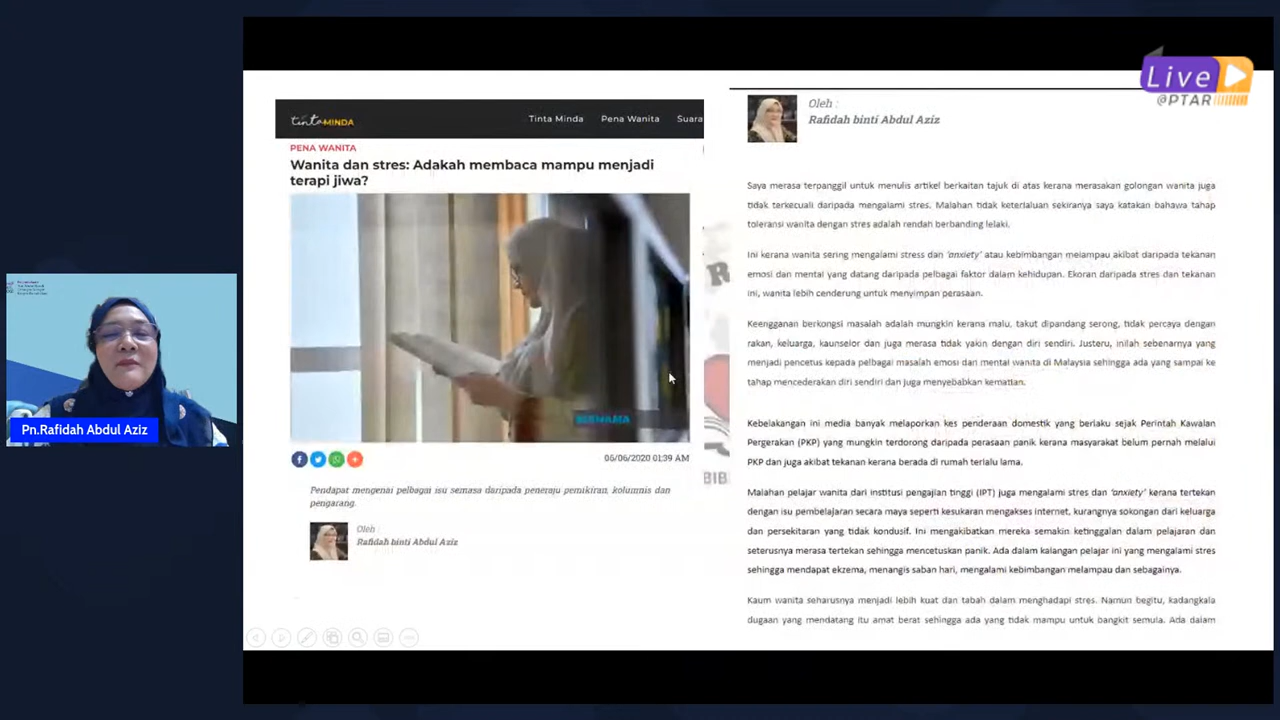 Live
@PTAR
tinta MINDA
Tinta Minda Pena Wanita Suara
PENA WANITA
Wanita dan stres: Adakah membaca mampu menjadi
terapi jiwa?
BERNAMA
06/06/2020 01:39 AM
Pendapat mengenai pelbagai isu semasa daripada peneraju pemikiran, kolumnis dan
pengarang.
Oleh :
Rafidah binti Abdul Aziz
Oleh :
Rafidah binti Abdul Aziz
Saya merasa terpanggil untuk menulis artikel berkaitan tajuk di atas kerana merasakan golongan wanita juga
tidak terkecuali daripada mengalami stres. Malahan tidak keterlaluan sekiranya saya katakan bahawa tahap
toleransi wanita dengan stres adalah rendah berbanding lelaki.
Ini kerana wanita sering mengalami stress dan 'anxiety' atau kebimbangan melampau akibat daripada tekanan
emosi dan mental yang datang daripada pelbagai faktor dalam kehidupan. Ekoran daripada stres dan tekanan
ini, wanita lebih cenderung untuk menyimpan perasaan.
Keengganan berkongsi masalah adalah mungkin kerana malu, takut dipandang serong, tidak percaya dengan
rakan, keluarga, kaunselor dan juga merasa tidak yakin dengan diri sendiri. Justeru, inilah sebenarnya yang
menjadi pencetus kepada pelbagai masalah emosi dan mental wanita di Malaysia sehingga ada yang sampai ke
tahap mencederakan diri sendiri dan juga menyebabkan kematian.
Kebelakangan ini media banyak melaporkan kes penderaan domestik yang berlaku sejak Perintah Kawalan
Pergerakan (PKP) yang mungkin terdorong daripada perasaan panik kerana masyarakat belum pernah melalui
PKP dan juga akibat tekanan kerana berada di rumah terlalu lama.
Malahan pelajar wanita dari institusi pengajian tinggi (IPT) juga mengalami stres dan 'anxiety' kerana tertekan
dengan isu pembelajaran secara maya seperti kesukaran mengakses internet, kurangnya sokongan dari keluarga
dan persekitaran yang tidak kondusif. Ini mengakibatkan mereka semakin ketinggalan dalam pelajaran dan
seterusnya merasa tertekan sehingga mencetuskan panik. Ada dalam kalangan pelajar ini yang mengalami stres
sehingga mendapat ekzema, menangis saban hari, mengalami kebimbangan melampau dan sebagainya.
Kaum wanita seharusnya menjadi lebih kuat dan tabah dalam menghadapi stres. Namun begitu, kadangkala
dugaan yang mendatang itu amat berat sehingga ada yang tidak mampu untuk bangkit semula. Ada dalam
Pn.Rafidah Abdul Aziz